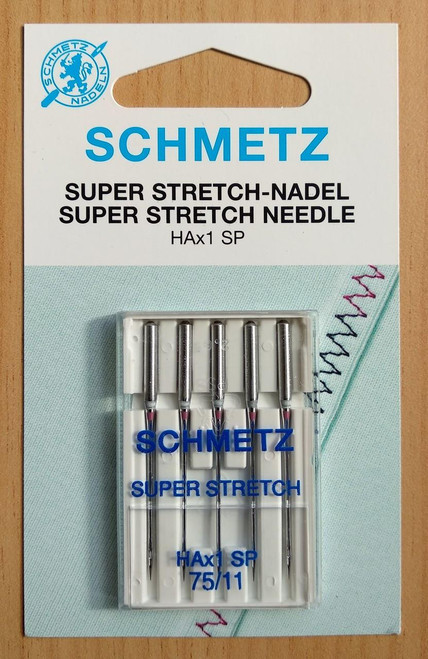 SCHMETZ
NADELN
SCHMETZ
SUPER STRETCH-NADEL
SUPER STRETCH NEEDLE
HAx1 SP
SCHMETZ
SUPER STRETCH
HAx1 SP
75/11